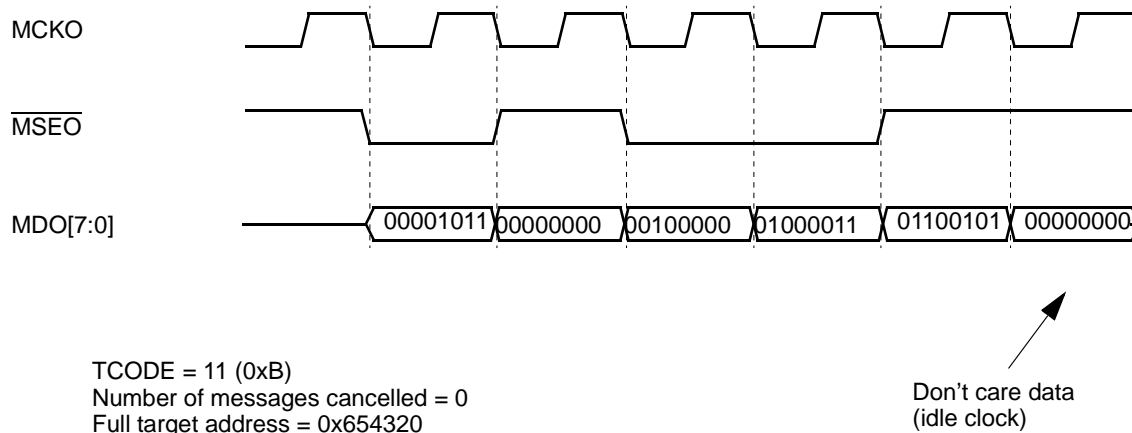 MCKO
MSEO
MDO[7:0]
00001011 00000000 00100000 01000011 01100101 00000000
TCODE = 11 (0xB)
Number of messages cancelled = 0
Full target address = 0x654320
Don't care data
(idle clock)